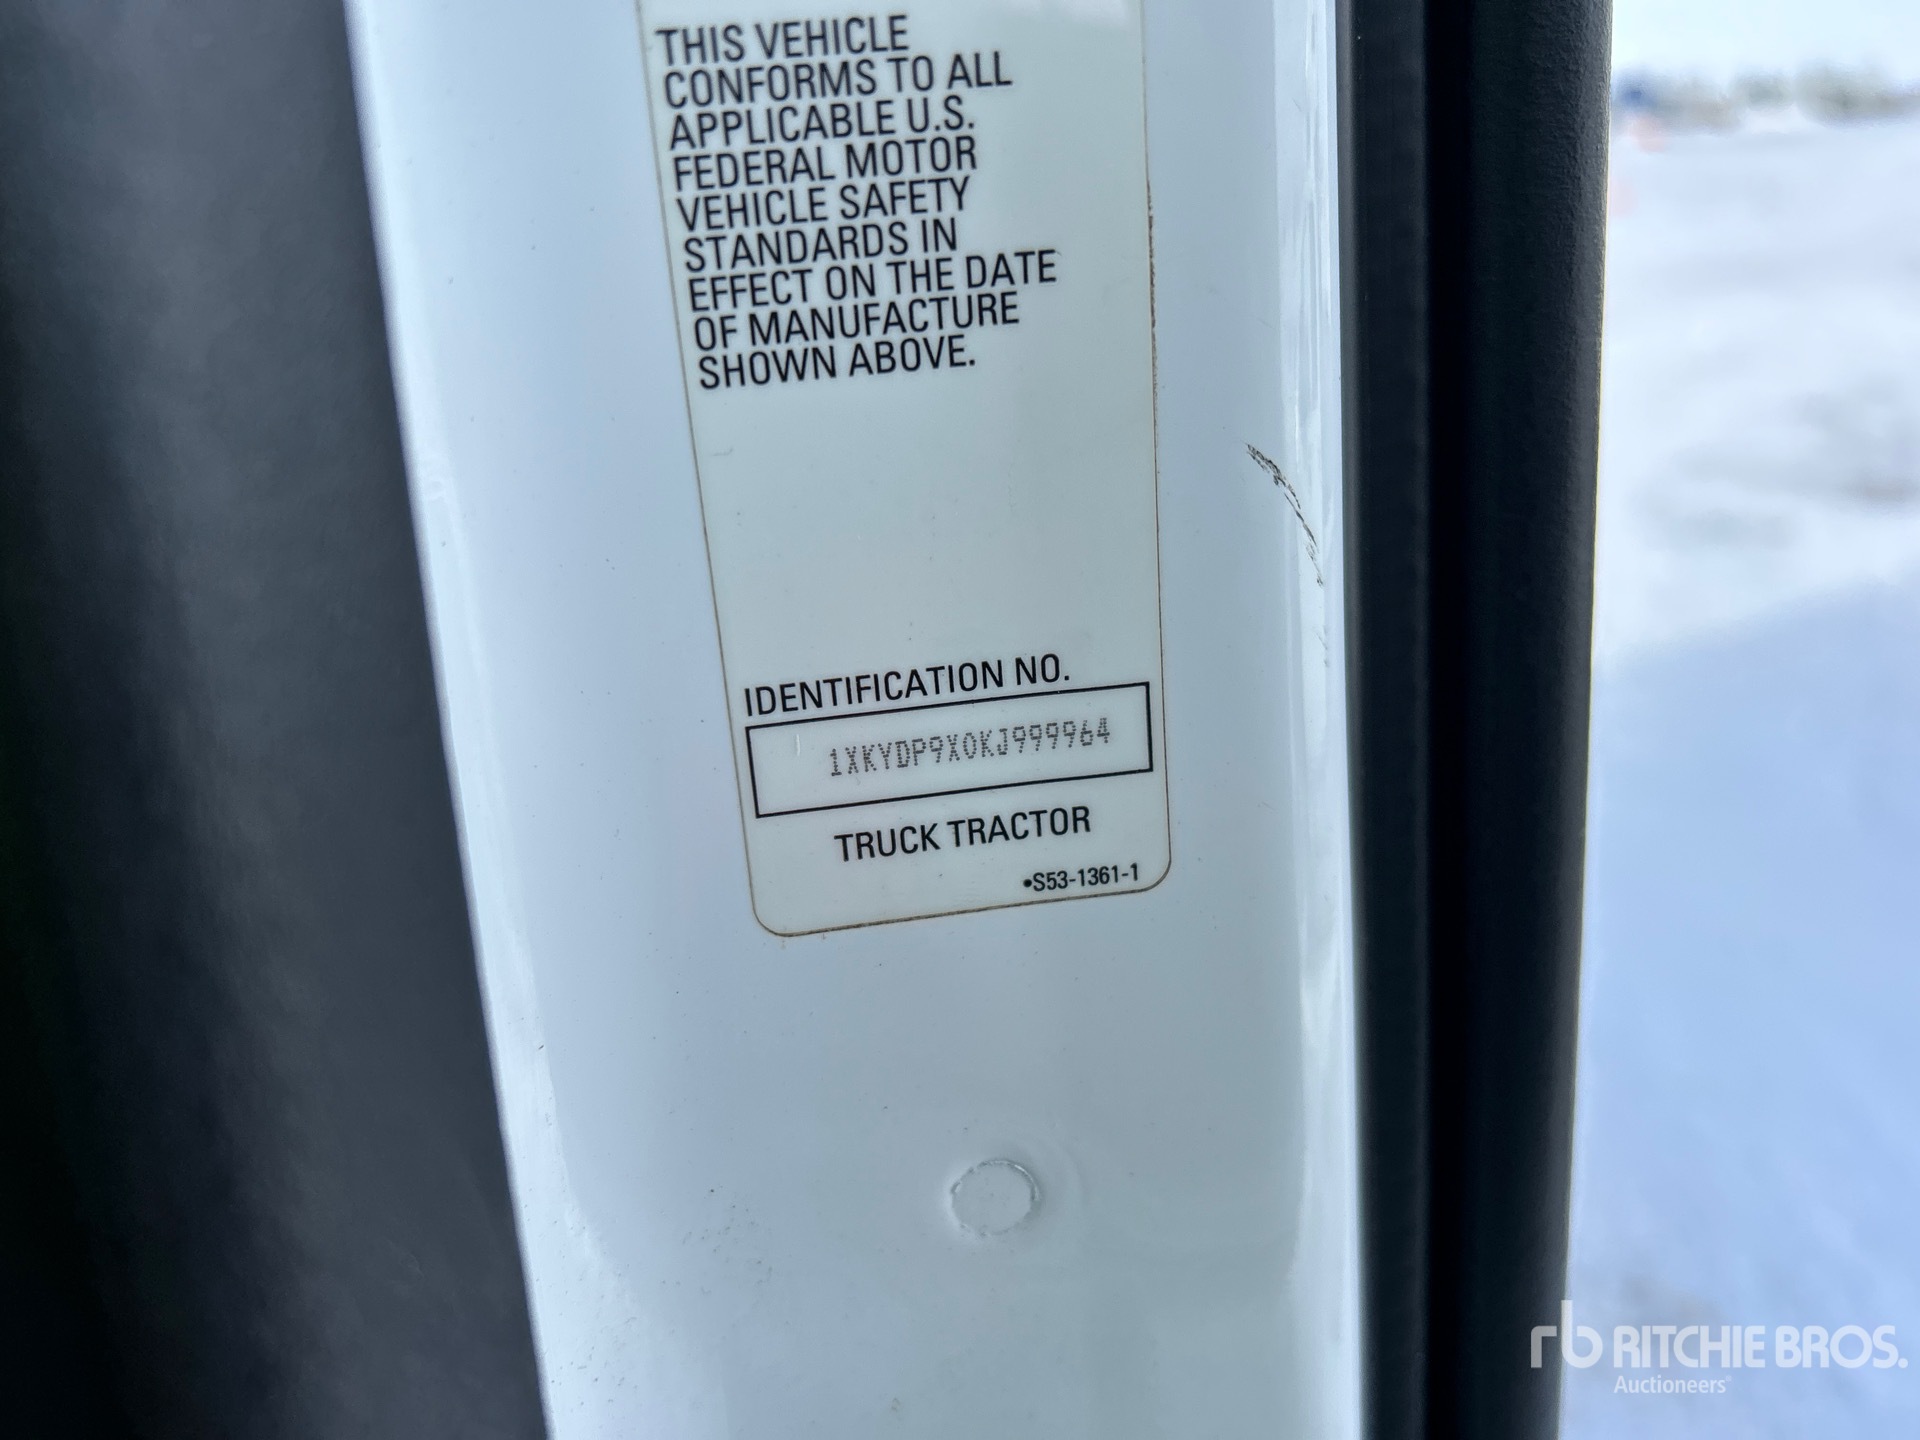 THIS VEHICLE
CONFORMS TO ALL
APPLICABLE U.S.
FEDERAL MOTOR
VEHICLE SAFETY
STANDARDS IN
EFFECT ON THE DATE
OF MANUFACTURE
SHOWN ABOVE.
IDENTIFICATION NO.
1XKYDP9X0KJ999964
TRUCK TRACTOR
•S53-1361-1
rb RITCHIE BROS.
Auctioneers